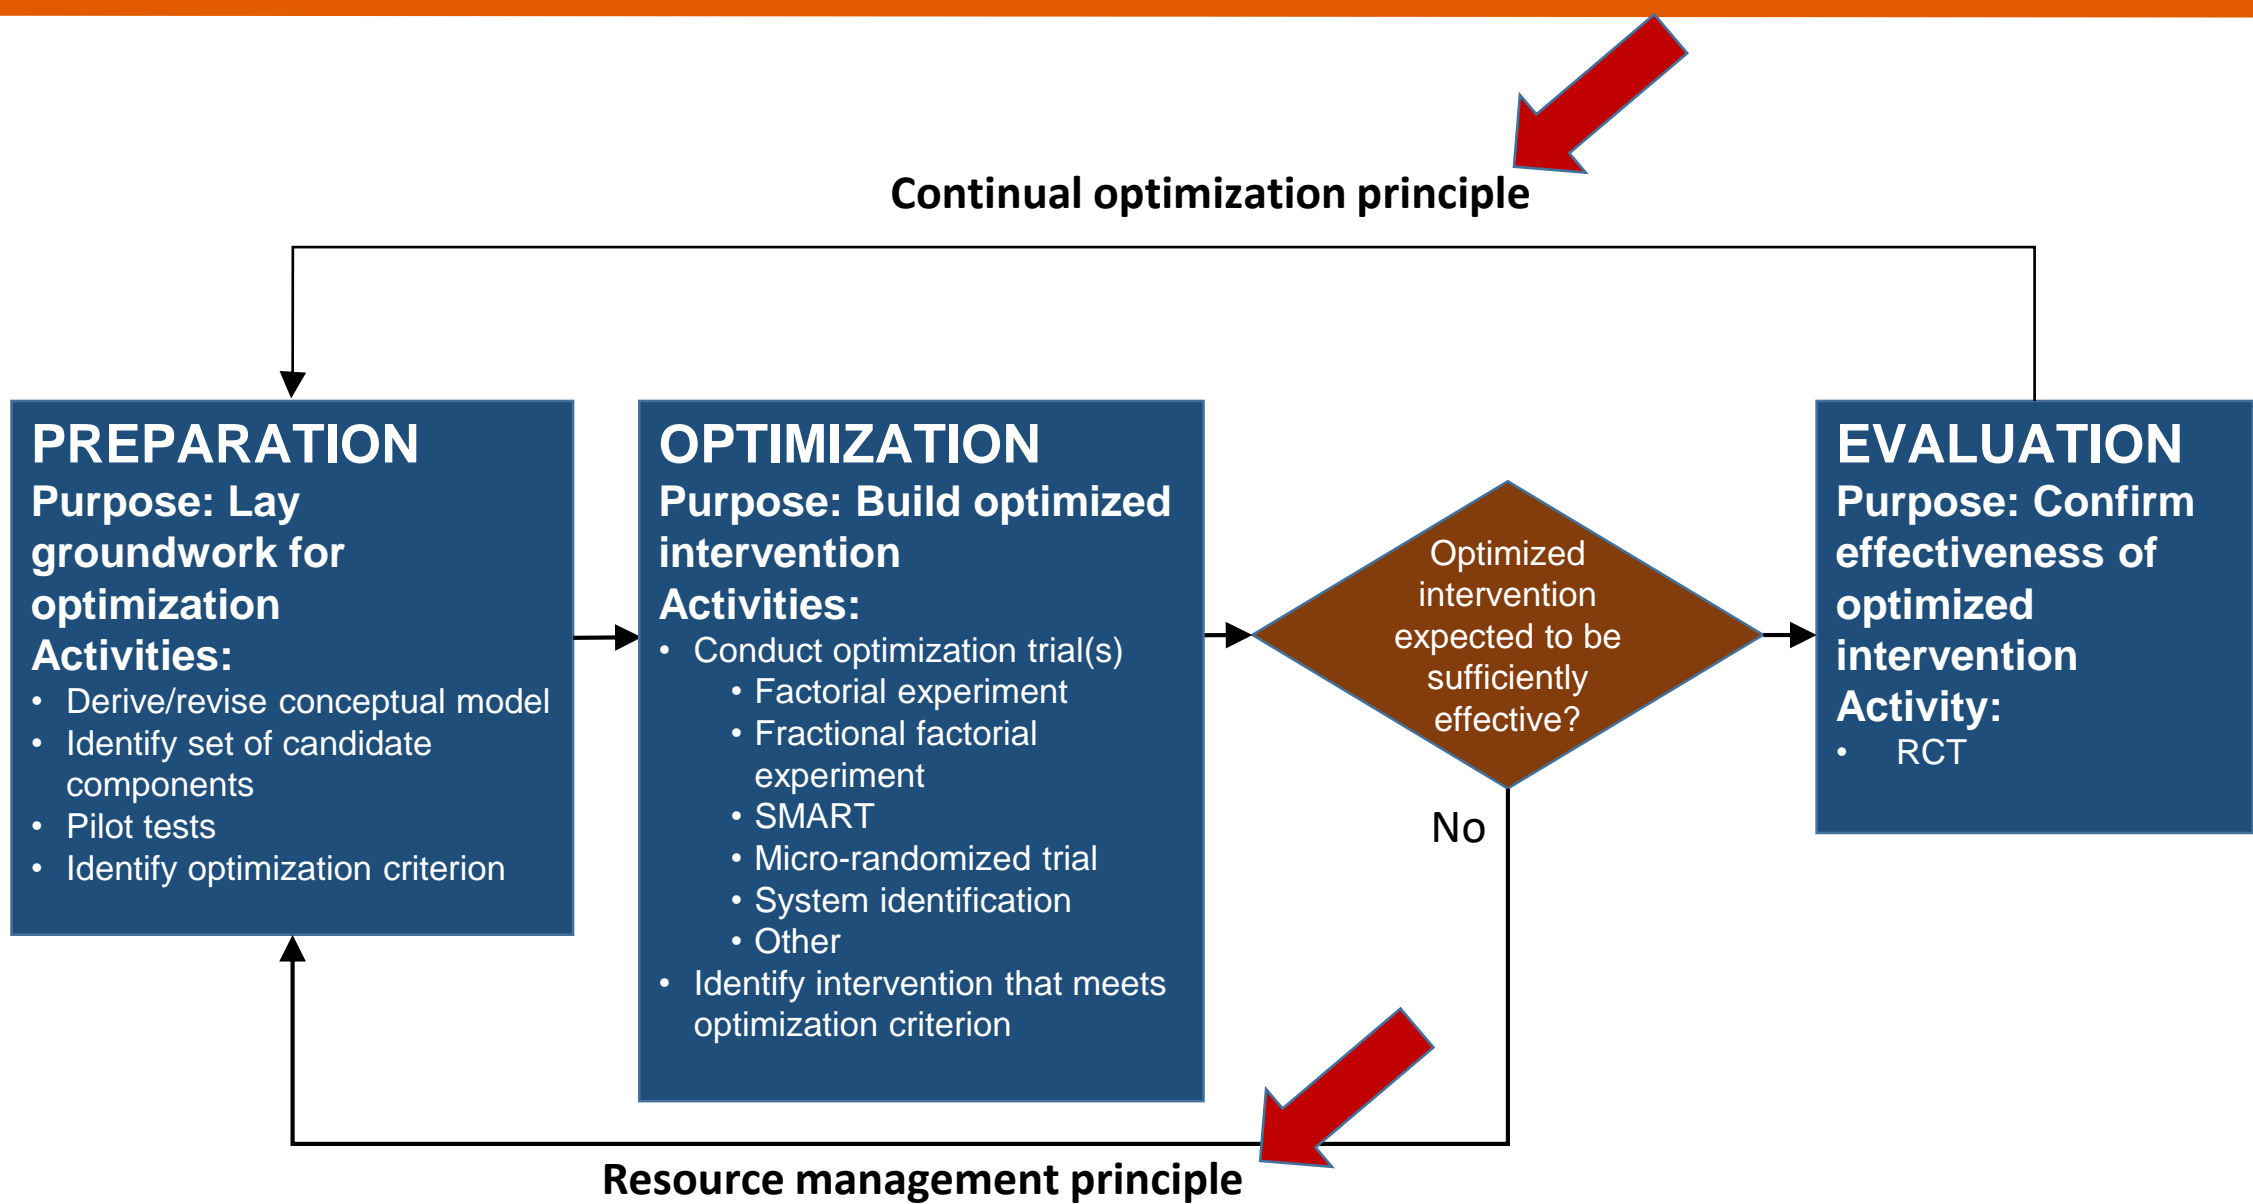 Continual optimization principle
PREPARATION
Purpose: Lay
groundwork for
optimization
Activities:
• Derive/revise conceptual model
• Identify set of candidate
components
• Pilot tests
• Identify optimization criterion
OPTIMIZATION
Purpose: Build optimized
intervention
Activities:
• Conduct optimization trial(s)
• Factorial experiment
• Fractional factorial
experiment
• SMART
• Micro-randomized trial
• System identification
• Other
• Identify intervention that meets
optimization criterion
Optimized
intervention
expected to be
sufficiently
effective?
No
EVALUATION
Purpose: Confirm
effectiveness of
optimized
intervention
Activity:
• RCT
Resource management principle